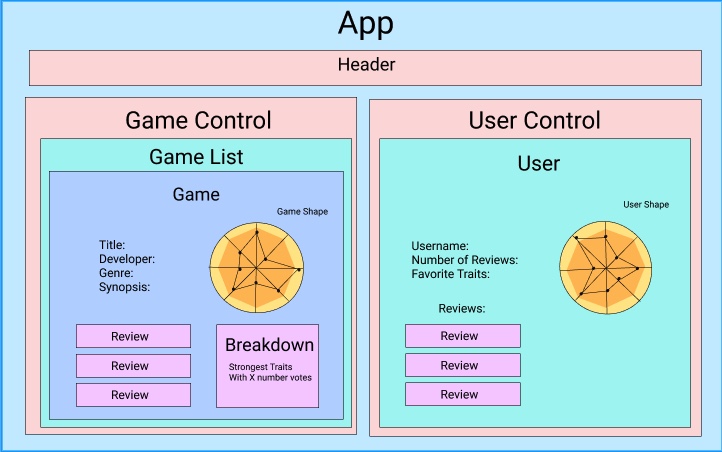 App
Header
Game Control
Game List
Game
Game Shape
Title:
Developer:
Genre:
Synopsis:
Review
Review
Review
Breakdown
Strongest Traits
With X number votes
User Control
User
User Shape
Username:
Number of Reviews:
Favorite Traits:
Reviews:
Review
Review
Review